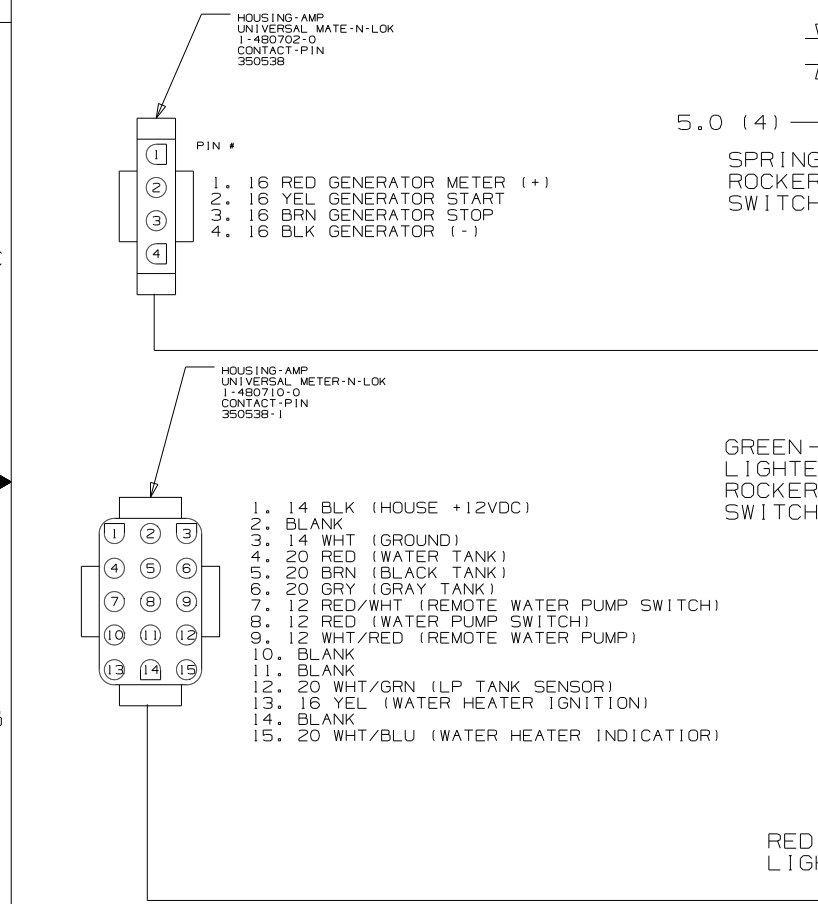 HOUSING-AMP
UNIVERSAL MATE-N-LOK
1-480702-0
CONTACT-PIN
350538
PIN #
1
2
3
4
1. 16 RED GENERATOR METER (+)
2. 16 YEL GENERATOR START
3. 16 BRN GENERATOR STOP
4. 16 BLK GENERATOR (-)
5.0 (4)
SPRING
ROCKER
SWITCH
HOUSING-AMP
UNIVERSAL METER-N-LOK
1-480710-0
CONTACT-PIN
350538-1
GREEN-
LIGHTE
ROCKER
SWITCH
1 2 3
4 5 6
7 8 9
10 11 12
13 14 15
1. 14 BLK (HOUSE +12VDC)
2. BLANK
3. 14 WHT (GROUND)
4. 20 RED (WATER TANK)
5. 20 BRN (BLACK TANK)
6. 20 GRY (GRAY TANK)
7. 12 RED/WHT (REMOTE WATER PUMP SWITCH)
8. 12 RED (WATER PUMP SWITCH)
9. 12 WHT/RED (REMOTE WATER PUMP)
10. BLANK
11. BLANK
12. 20 WHT/GRN (LP TANK SENSOR)
13. 16 YEL (WATER HEATER IGNITION)
14. BLANK
15. 20 WHT/BLU (WATER HEATER INDICATIOR)
RED
LIGH